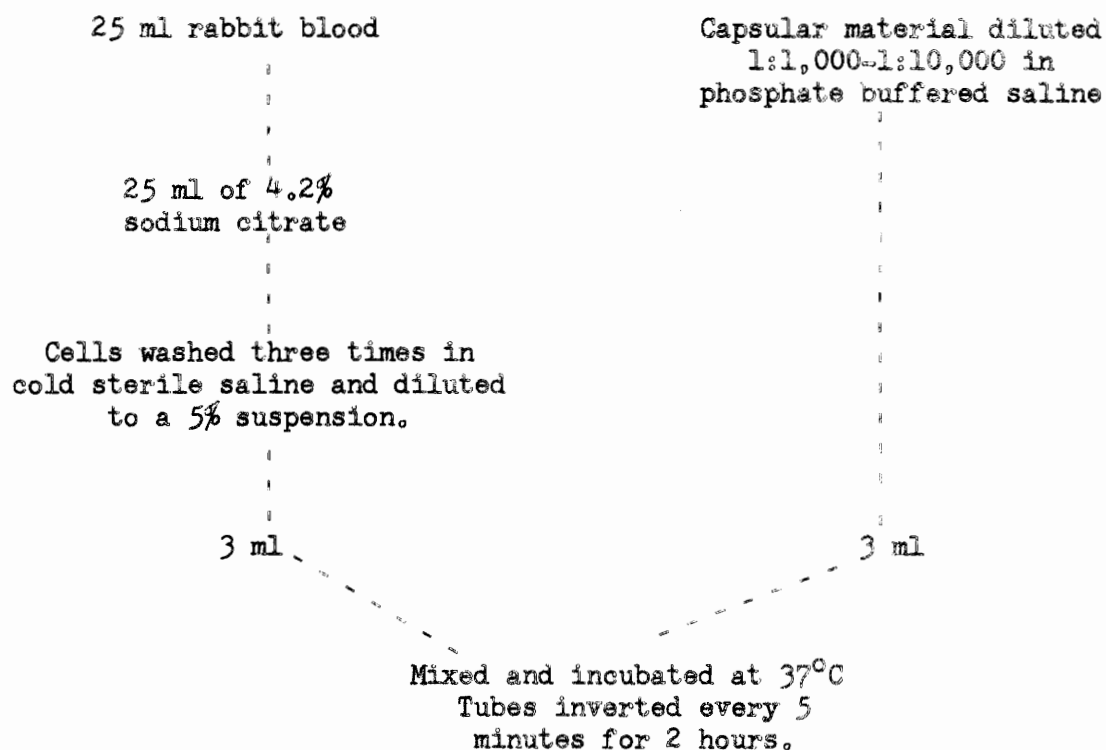 25 ml rabbit blood
Capsular material diluted
1:1,000-1:10,000 in
phosphate buffered saline
25 ml of 4.2%
sodium citrate
Cells washed three times in
cold sterile saline and diluted
to a 5% suspension.
3 ml
3 ml
Mixed and incubated at 37°C
Tubes inverted every 5
minutes for 2 hours.